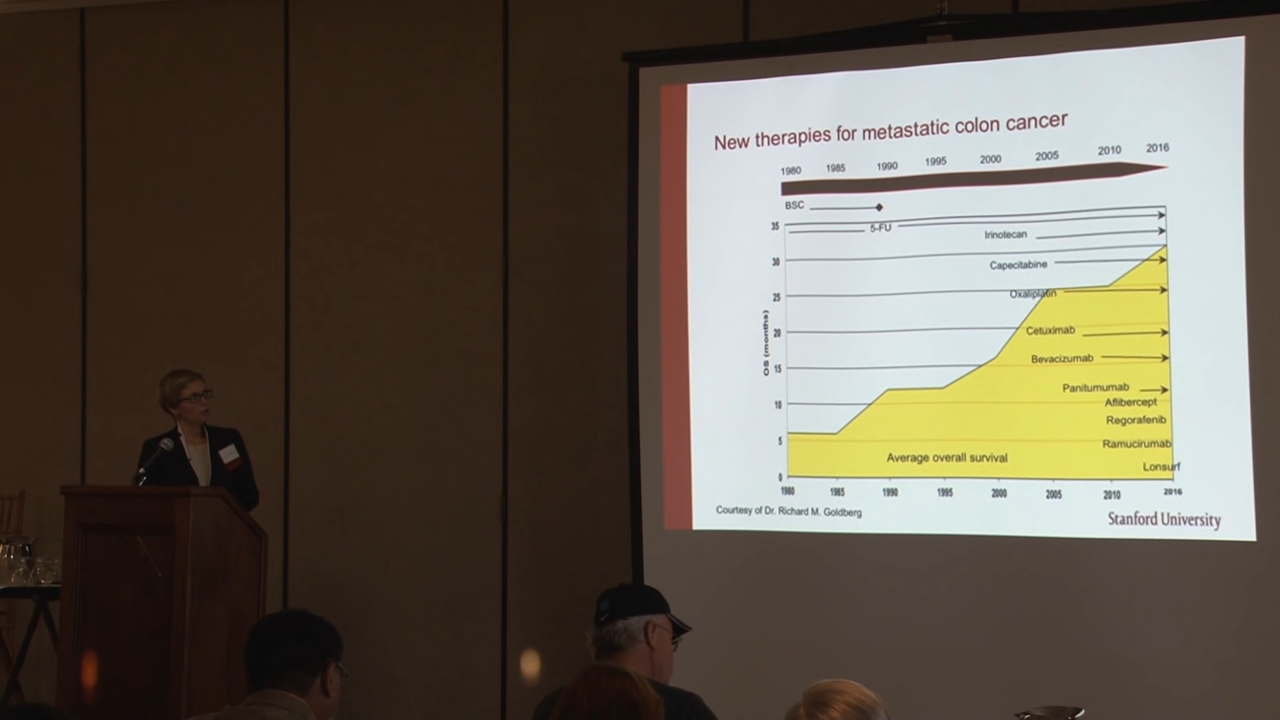 New therapies for metastatic colon cancer
1980 1985 1990 1995 2000 2005 2010 2016
BSC
35
5-FU
Irinotecan
30
Capecitabine
25
Oxaliplatin
20
Cetuximab
OS (months)
15
Bevacizumab
Panitumumab
10
Aflibercept
Regorafenib
5
Ramucirumab
Average overall survival
Lonsurf
0
1980 1985 1990 1995 2000 2005 2010 2016
Courtesy of Dr. Richard M. Goldberg
Stanford University